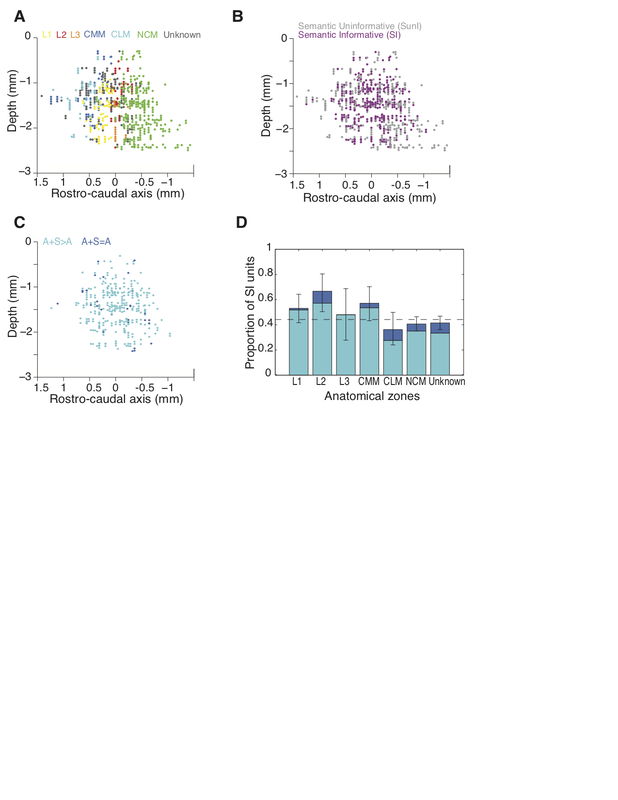 A
L1 L2 L3 CMM CLM NCM Unknown
0
−1
−2
−3
Depth (mm)
1.5 1 0.5 0 -0.5 −1
Rostro-caudal axis (mm)
B
Semantic Uninformative (SunI)
Semantic Informative (SI)
0
−1
−2
−3
Depth (mm)
1.5 1 0.5 0 -0.5 −1
Rostro-caudal axis (mm)
C
A+S>A A+S=A
0
−1
−2
−3
Depth (mm)
1.5 1 0.5 0 -0.5 −1
Rostro-caudal axis (mm)
D
1
0.8
0.6
0.4
0.2
0
Proportion of SI units
L1 L2 L3 CMM CLM NCM Unknown
Anatomical zones